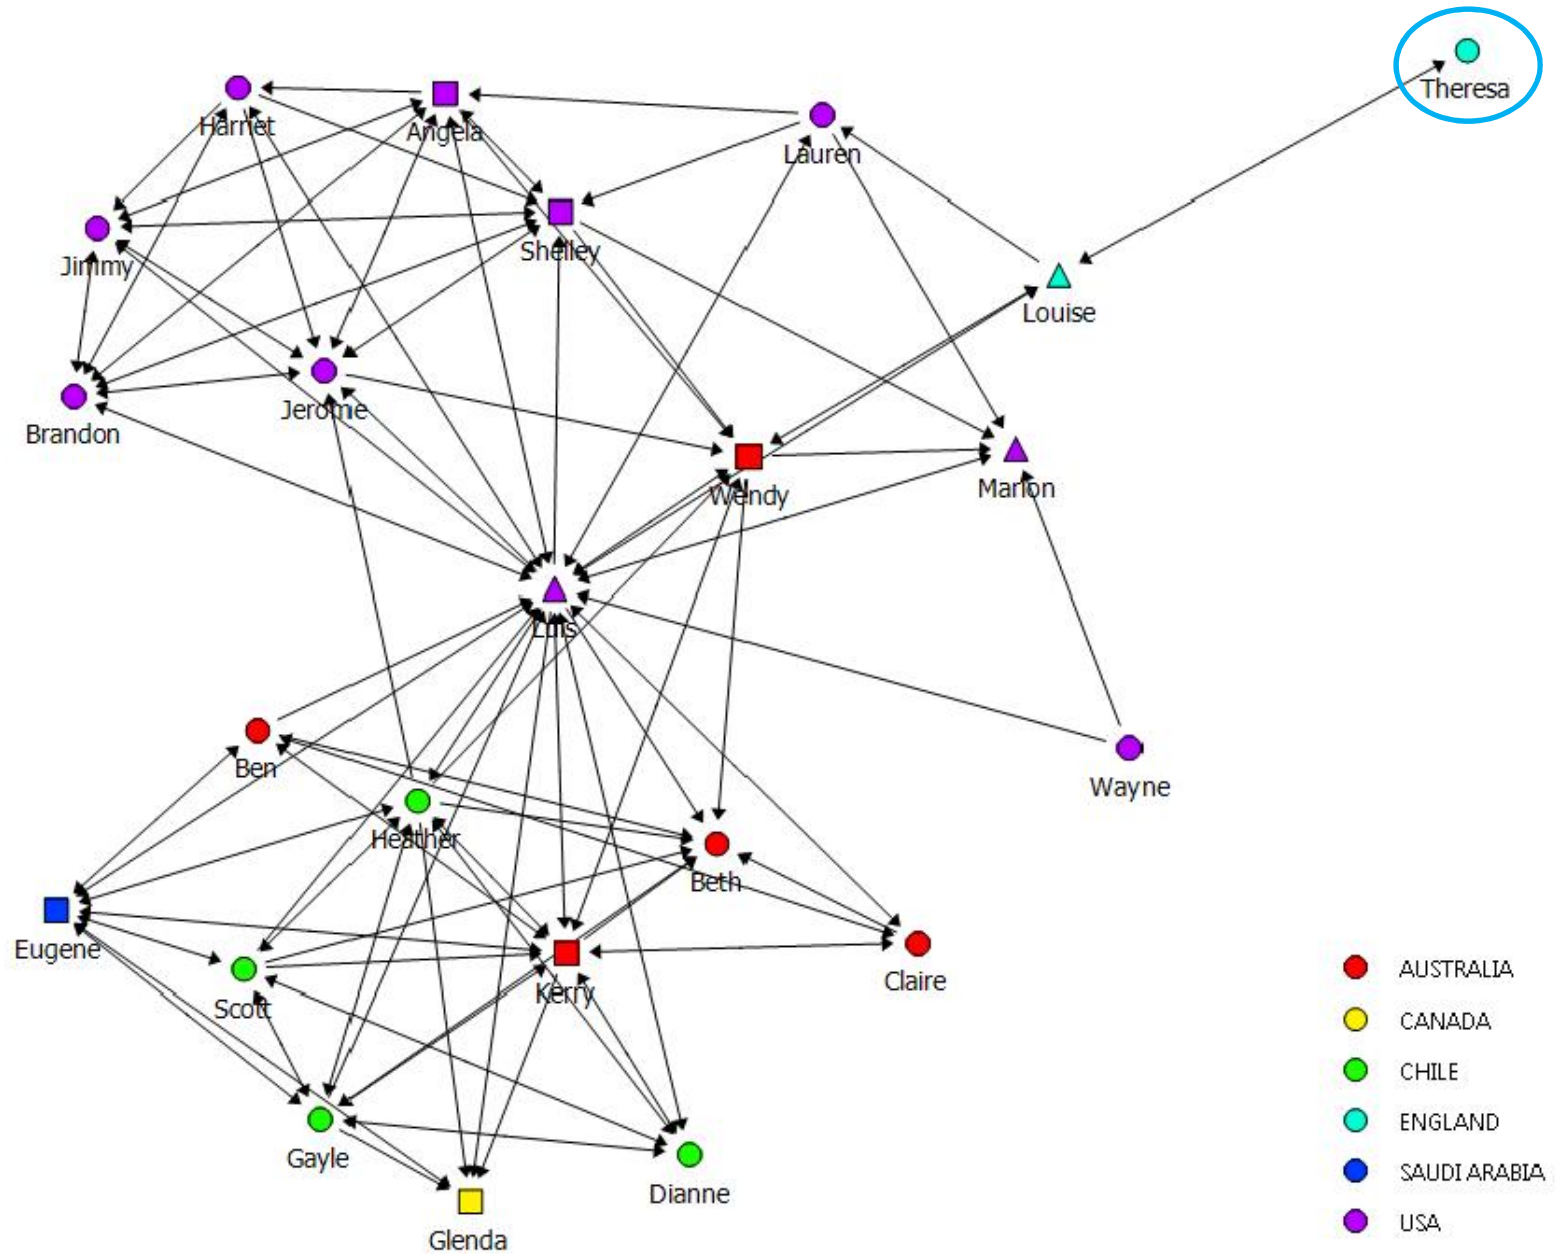 Theresa
Harriet
Angela
Lauren
Shelley
Jimmy
Louise
Jerome
Brandon
Wendy
Marlon
Luis
Ben
Wayne
Heather
Beth
Eugene
Kerry
Claire
Scott
Gayle
Dianne
Glenda
AUSTRALIA
CANADA
CHILE
ENGLAND
SAUDI ARABIA
USA